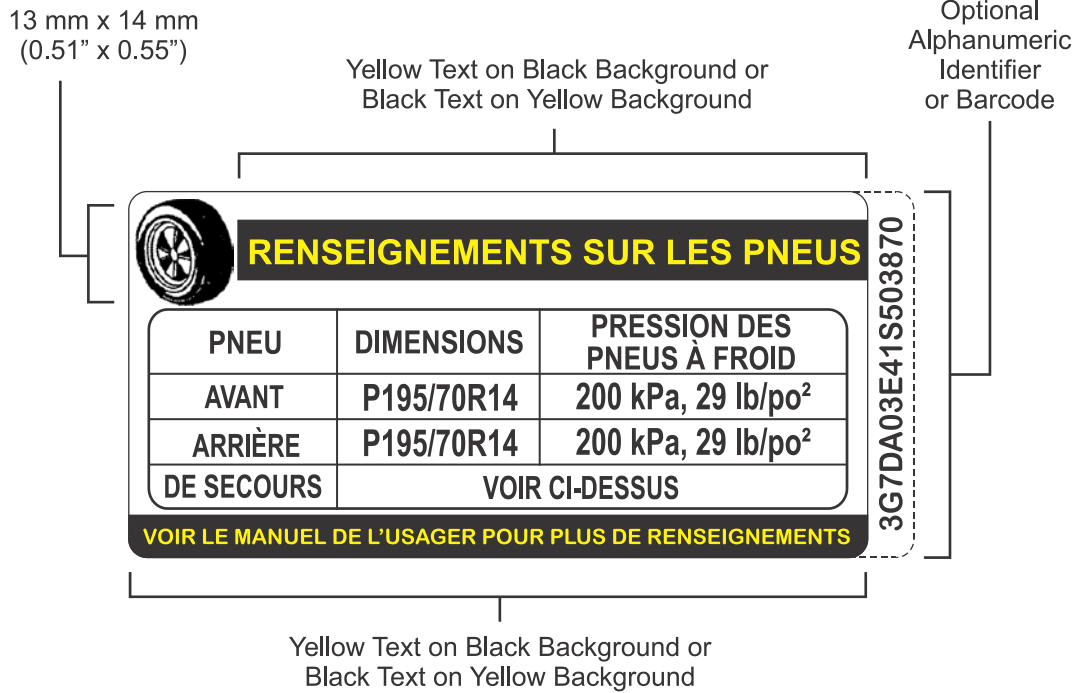 13 mm x 14 mm
(0.51” x 0.55”)
Yellow Text on Black Background or
Black Text on Yellow Background
Optional
Alphanumeric
Identifier
or Barcode
RENSEIGNEMENTS SUR LES PNEUS
PNEU DIMENSIONS PRESSION DES
PNEUS À FROID
AVANT P195/70R14 200 kPa, 29 lb/po²
ARRIÈRE P195/70R14 200 kPa, 29 lb/po²
DE SECOURS VOIR CI-DESSUS
VOIR LE MANUEL DE L’USAGER POUR PLUS DE RENSEIGNEMENTS
3G7DA03E41S503870
Yellow Text on Black Background or
Black Text on Yellow Background